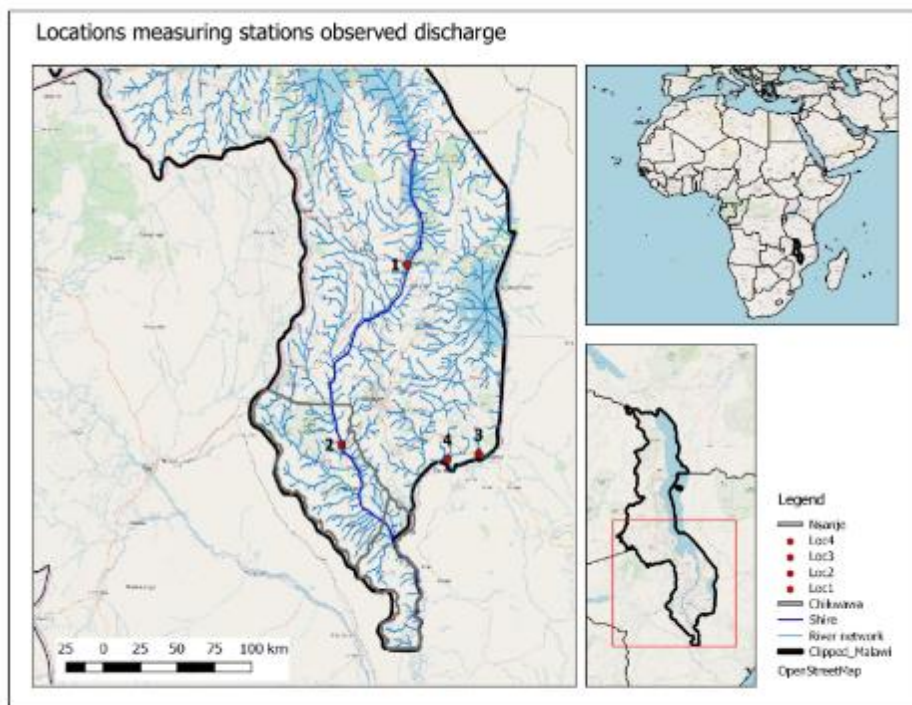 Locations measuring stations observed discharge
1
2
4
3
25 0 25 50 75 100 km
Legend
Nsanje
Loc4
Loc3
Loc2
Loc1
Chikwawa
Shire
River network
Clipped_Malawi
OpenStreetMap